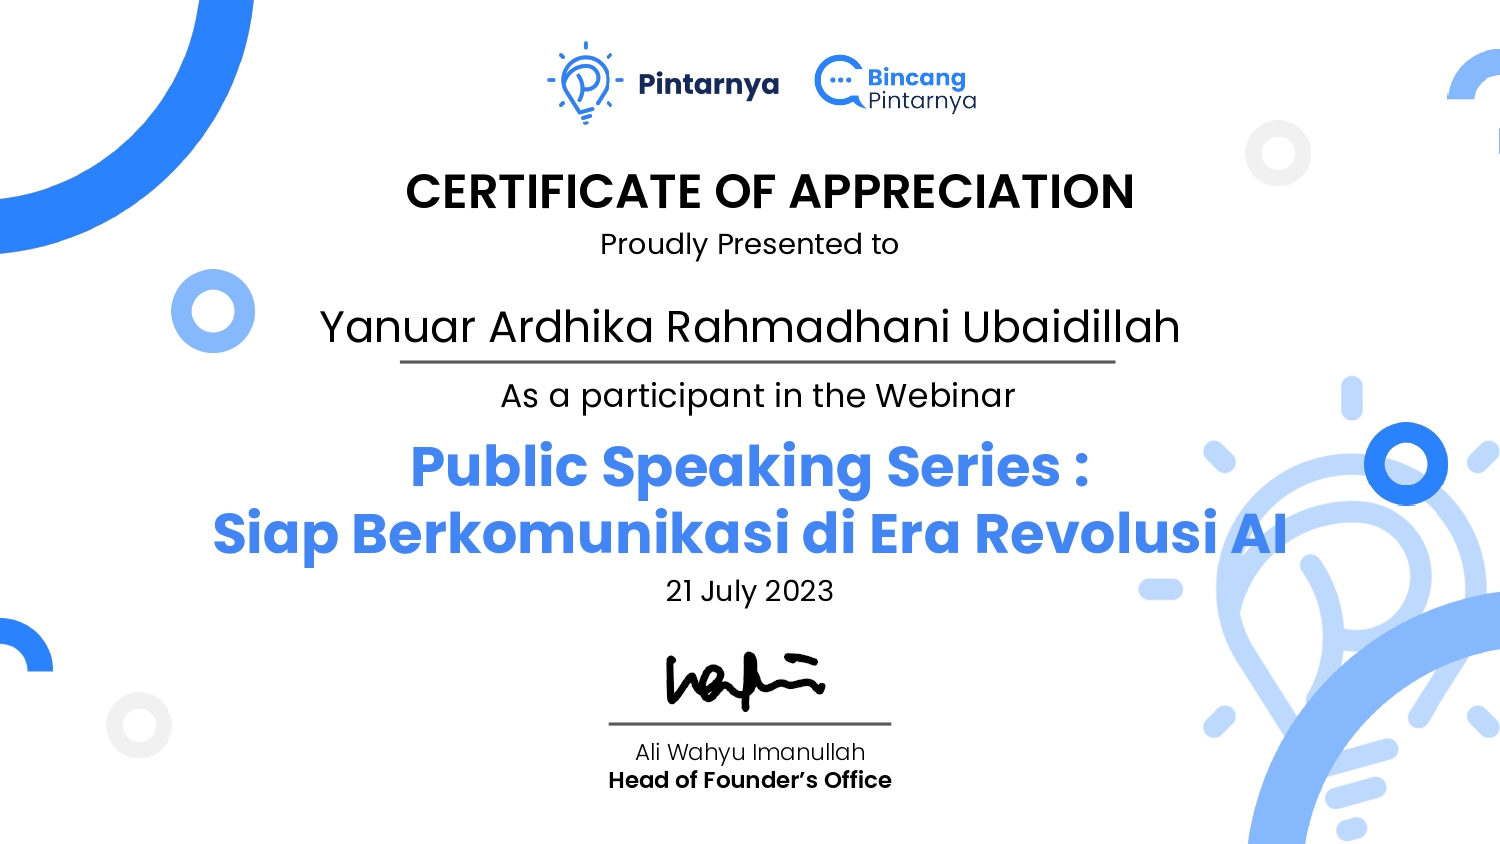 Pintarnya
Bincang
Pintarnya
CERTIFICATE OF APPRECIATION
Proudly Presented to
Yanuar Ardhika Rahmadhani Ubaidillah
As a participant in the Webinar
Public Speaking Series :
Siap Berkomunikasi di Era Revolusi AI
21 July 2023
Ali Wahyu Imanullah
Head of Founder’s Office